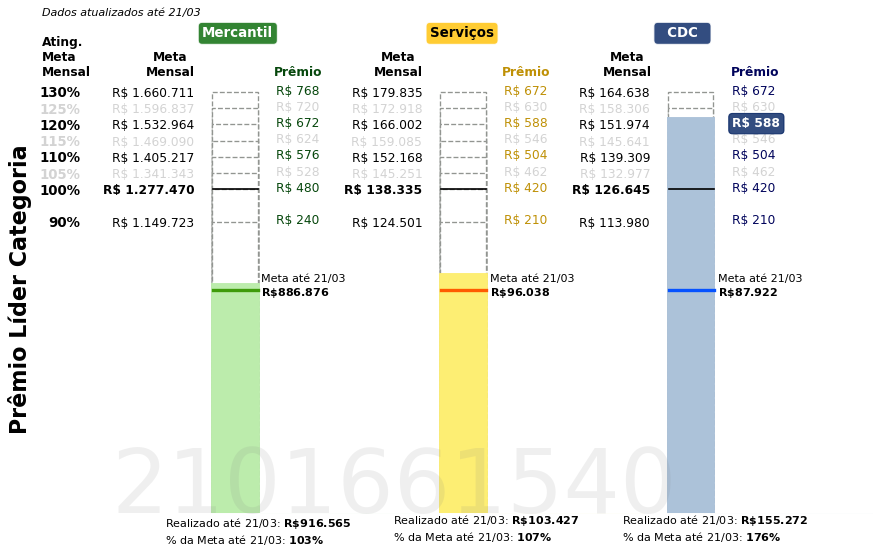 Dados atualizados até 21/03
Mercantil Serviços CDC
Ating. Meta Mensal Meta Mensal Prêmio Meta Mensal Prêmio Meta Mensal Prêmio
130% R$ 1.660.711 R$ 768 R$ 179.835 R$ 672 R$ 164.638 R$ 672
125% R$ 1.596.837 R$ 720 R$ 172.918 R$ 630 R$ 158.306 R$ 630
120% R$ 1.532.964 R$ 672 R$ 166.002 R$ 588 R$ 151.974 R$ 588
115% R$ 1.469.090 R$ 624 R$ 159.085 R$ 546 R$ 145.641 R$ 546
110% R$ 1.405.217 R$ 576 R$ 152.168 R$ 504 R$ 139.309 R$ 504
105% R$ 1.341.343 R$ 528 R$ 145.251 R$ 462 R$ 132.977 R$ 462
100% R$ 1.277.470 R$ 480 R$ 138.335 R$ 420 R$ 126.645 R$ 420
90% R$ 1.149.723 R$ 240 R$ 124.501 R$ 210 R$ 113.980 R$ 210
Meta até 21/03 Meta até 21/03 Meta até 21/03
R$886.876 R$96.038 R$87.922
Prêmio Líder Categoria
2101661540
Realizado até 21/03: R$916.565 Realizado até 21/03: R$103.427 Realizado até 21/03: R$155.272
% da Meta até 21/03: 103% % da Meta até 21/03: 107% % da Meta até 21/03: 176%